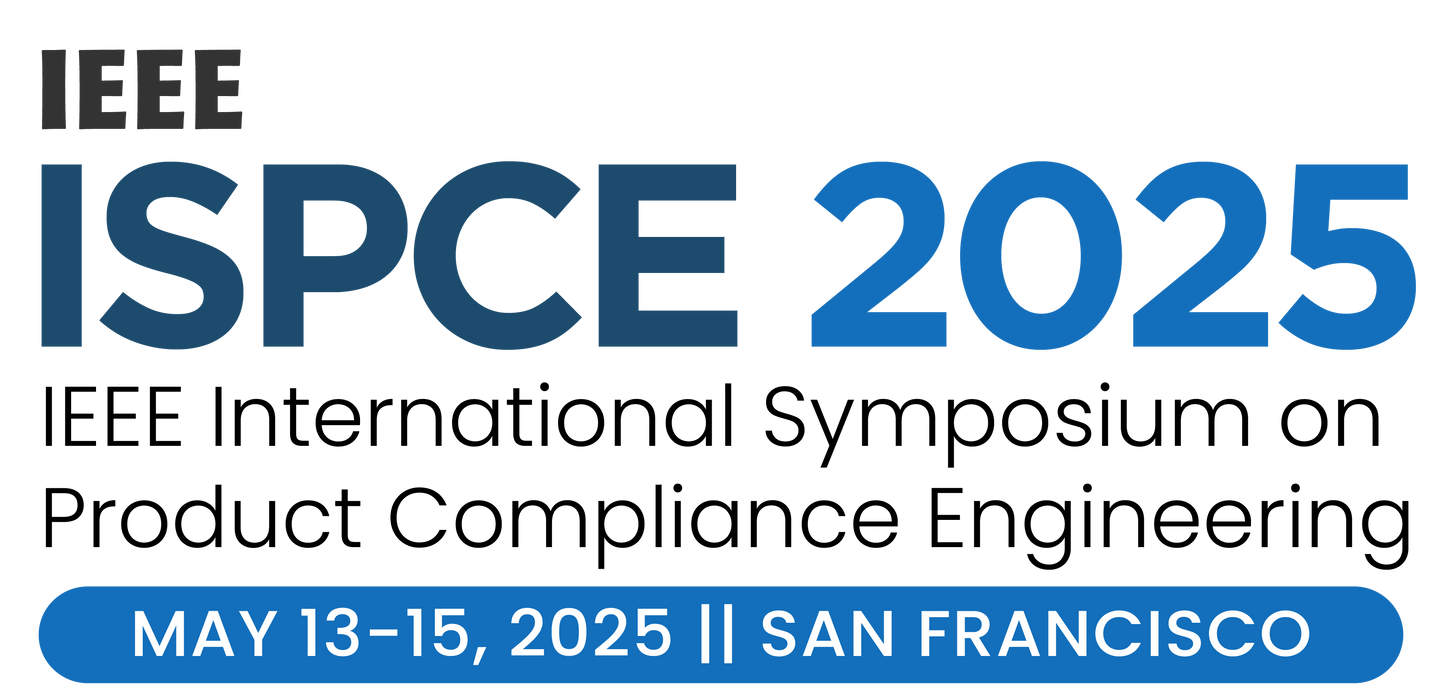 IEEE
ISPCE 2025
IEEE International Symposium on
Product Compliance Engineering
MAY 13-15, 2025 || SAN FRANCISCO